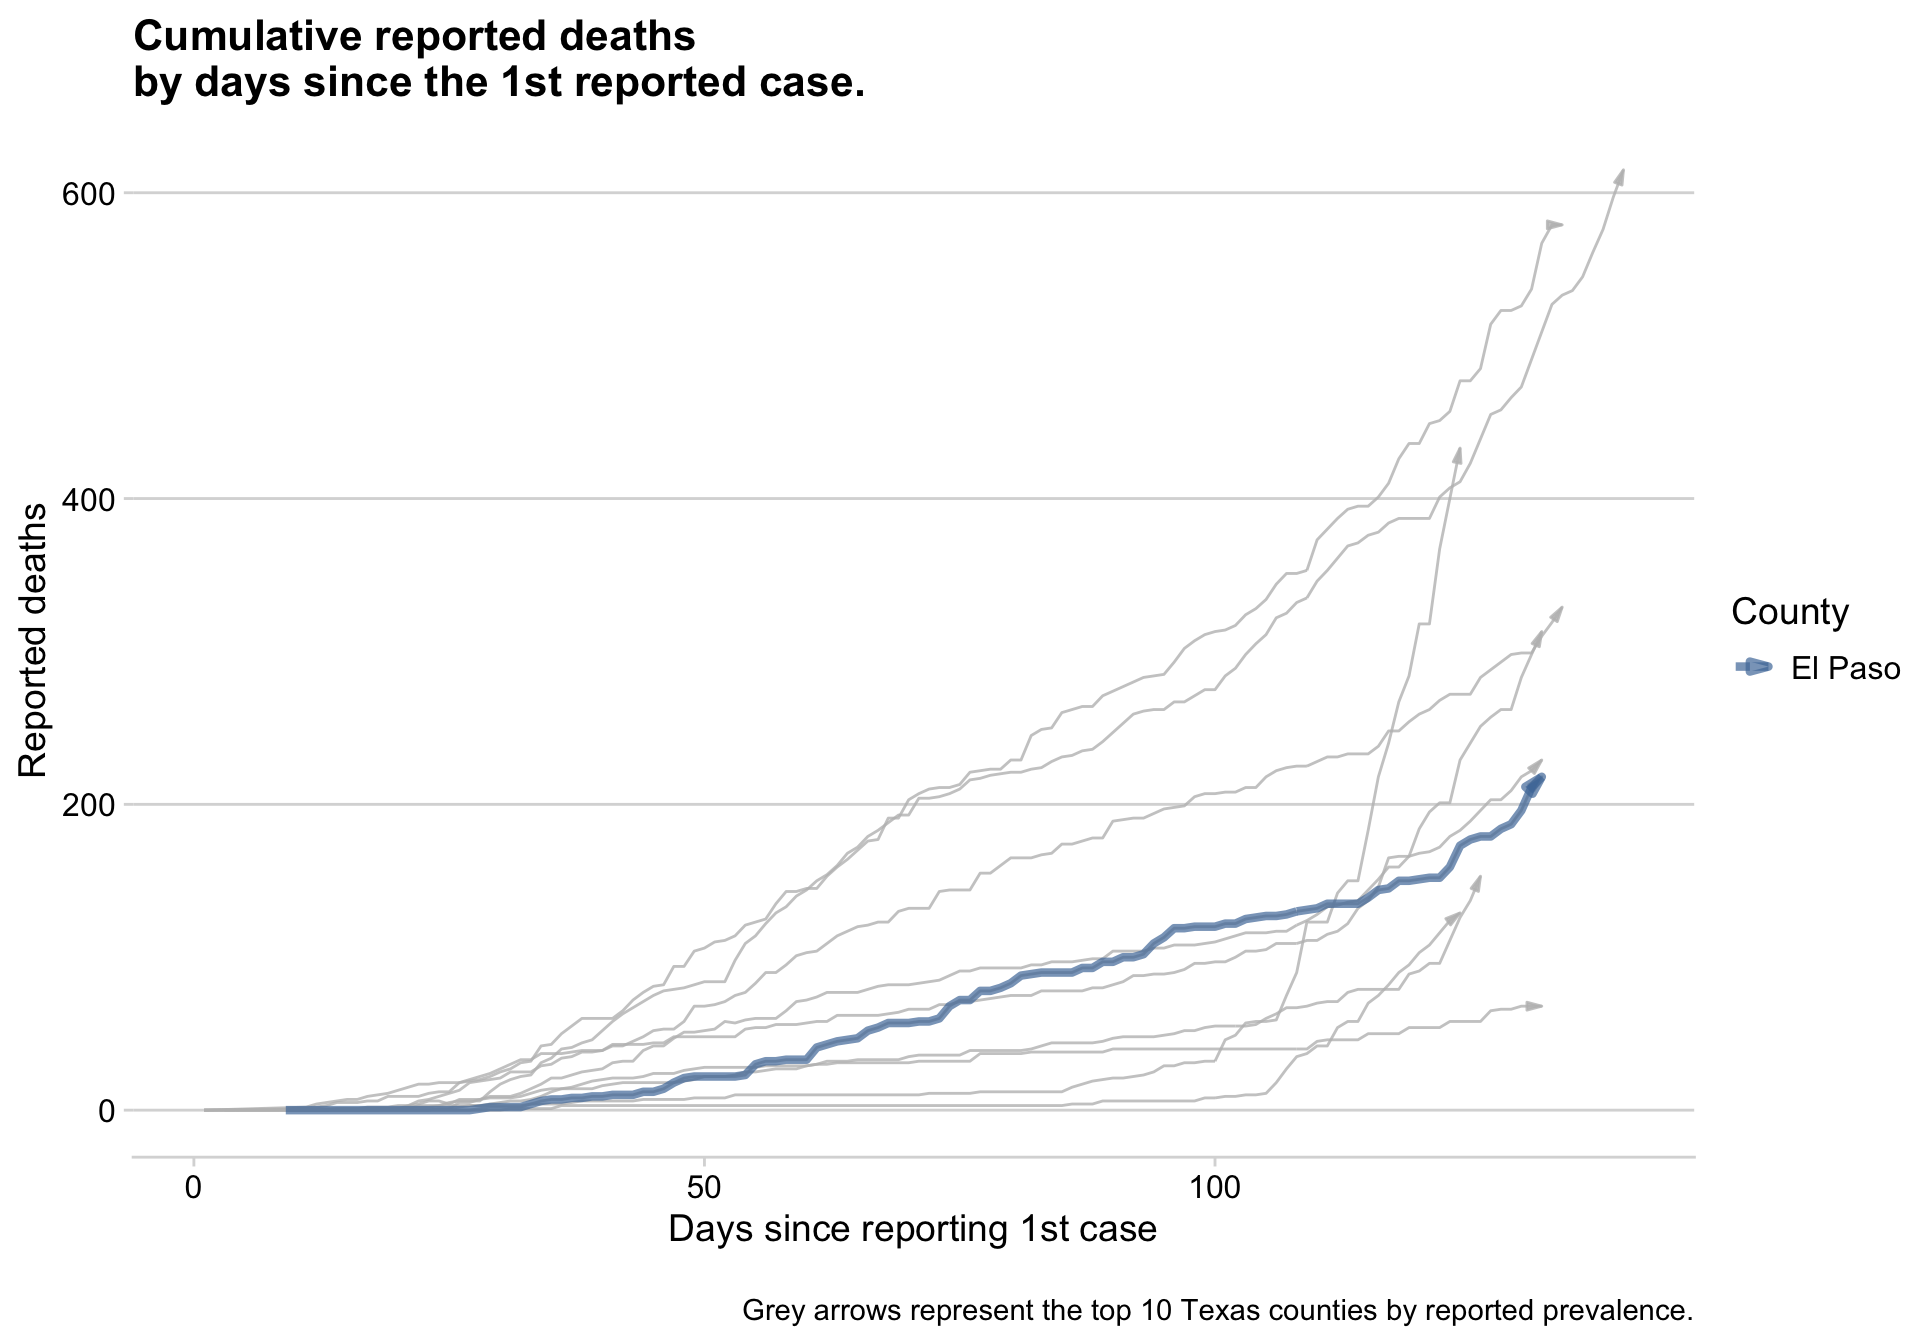 Cumulative reported deaths
by days since the 1st reported case.
600
400
200
0
Reported deaths
0 50 100
Days since reporting 1st case
County
El Paso
Grey arrows represent the top 10 Texas counties by reported prevalence.